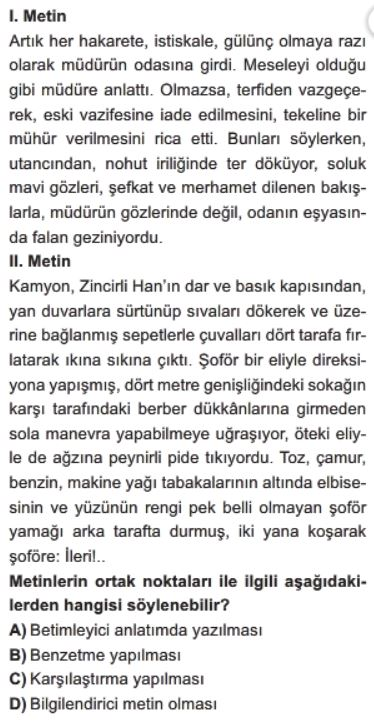 I. Metin
Artık her hakarete, istiskale, gülünç olmaya razı
olarak müdürün odasına girdi. Meseleyi olduğu
gibi müdüre anlattı. Olmazsa, terfiden vazgeçe-
rek, eski vazifesine iade edilmesini, tekeline bir
mühür verilmesini rica etti. Bunları söylerken,
utancından, nohut iriliğinde ter döküyor, soluk
mavi gözleri, şefkat ve merhamet dilenen bakış-
larla, müdürün gözlerinde değil, odanın eşyasın-
da falan geziniyordu.
II. Metin
Kamyon, Zincirli Han'ın dar ve basık kapısından,
yan duvarlara sürtünüp sıvaları dökerek ve üze-
rine bağlanmış sepetlerle çuvalları dört tarafa fır-
latarak ıkına sıkına çıktı. Şoför bir eliyle direksi-
yona yapışmış, dört metre genişliğindeki sokağın
karşı tarafındaki berber dükkânlarına girmeden
sola manevra yapabilmeye uğraşıyor, öteki eliy-
le de ağzına peynirli pide tıkıyordu. Toz, çamur,
benzin, makine yağı tabakalarının altında elbise-
sinin ve yüzünün rengi pek belli olmayan şoför
yamağı arka tarafta durmuş, iki yana koşarak
şoföre: İleri!..
Metinlerin ortak noktaları ile ilgili aşağıdaki-
lerden hangisi söylenebilir?
A) Betimleyici anlatımda yazılması
B) Benzetme yapılması
C) Karşılaştırma yapılması
D) Bilgilendirici metin olması